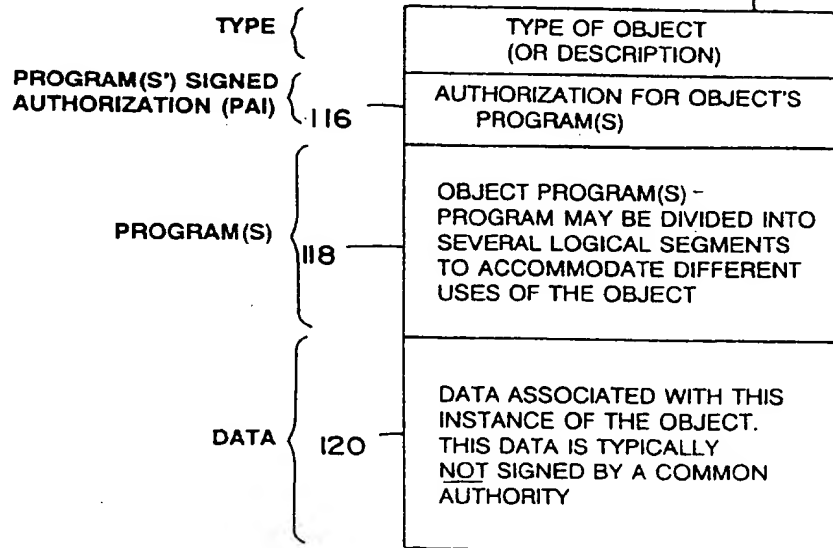 TYPE
TYPE OF OBJECT
(OR DESCRIPTION)
PROGRAM(S') SIGNED
AUTHORIZATION (PAI)
116
AUTHORIZATION FOR OBJECT'S
PROGRAM(S)
PROGRAM(S)
118
OBJECT PROGRAM(S) -
PROGRAM MAY BE DIVIDED INTO
SEVERAL LOGICAL SEGMENTS
TO ACCOMMODATE DIFFERENT
USES OF THE OBJECT
DATA
120
DATA ASSOCIATED WITH THIS
INSTANCE OF THE OBJECT.
THIS DATA IS TYPICALLY
NOT SIGNED BY A COMMON
AUTHORITY